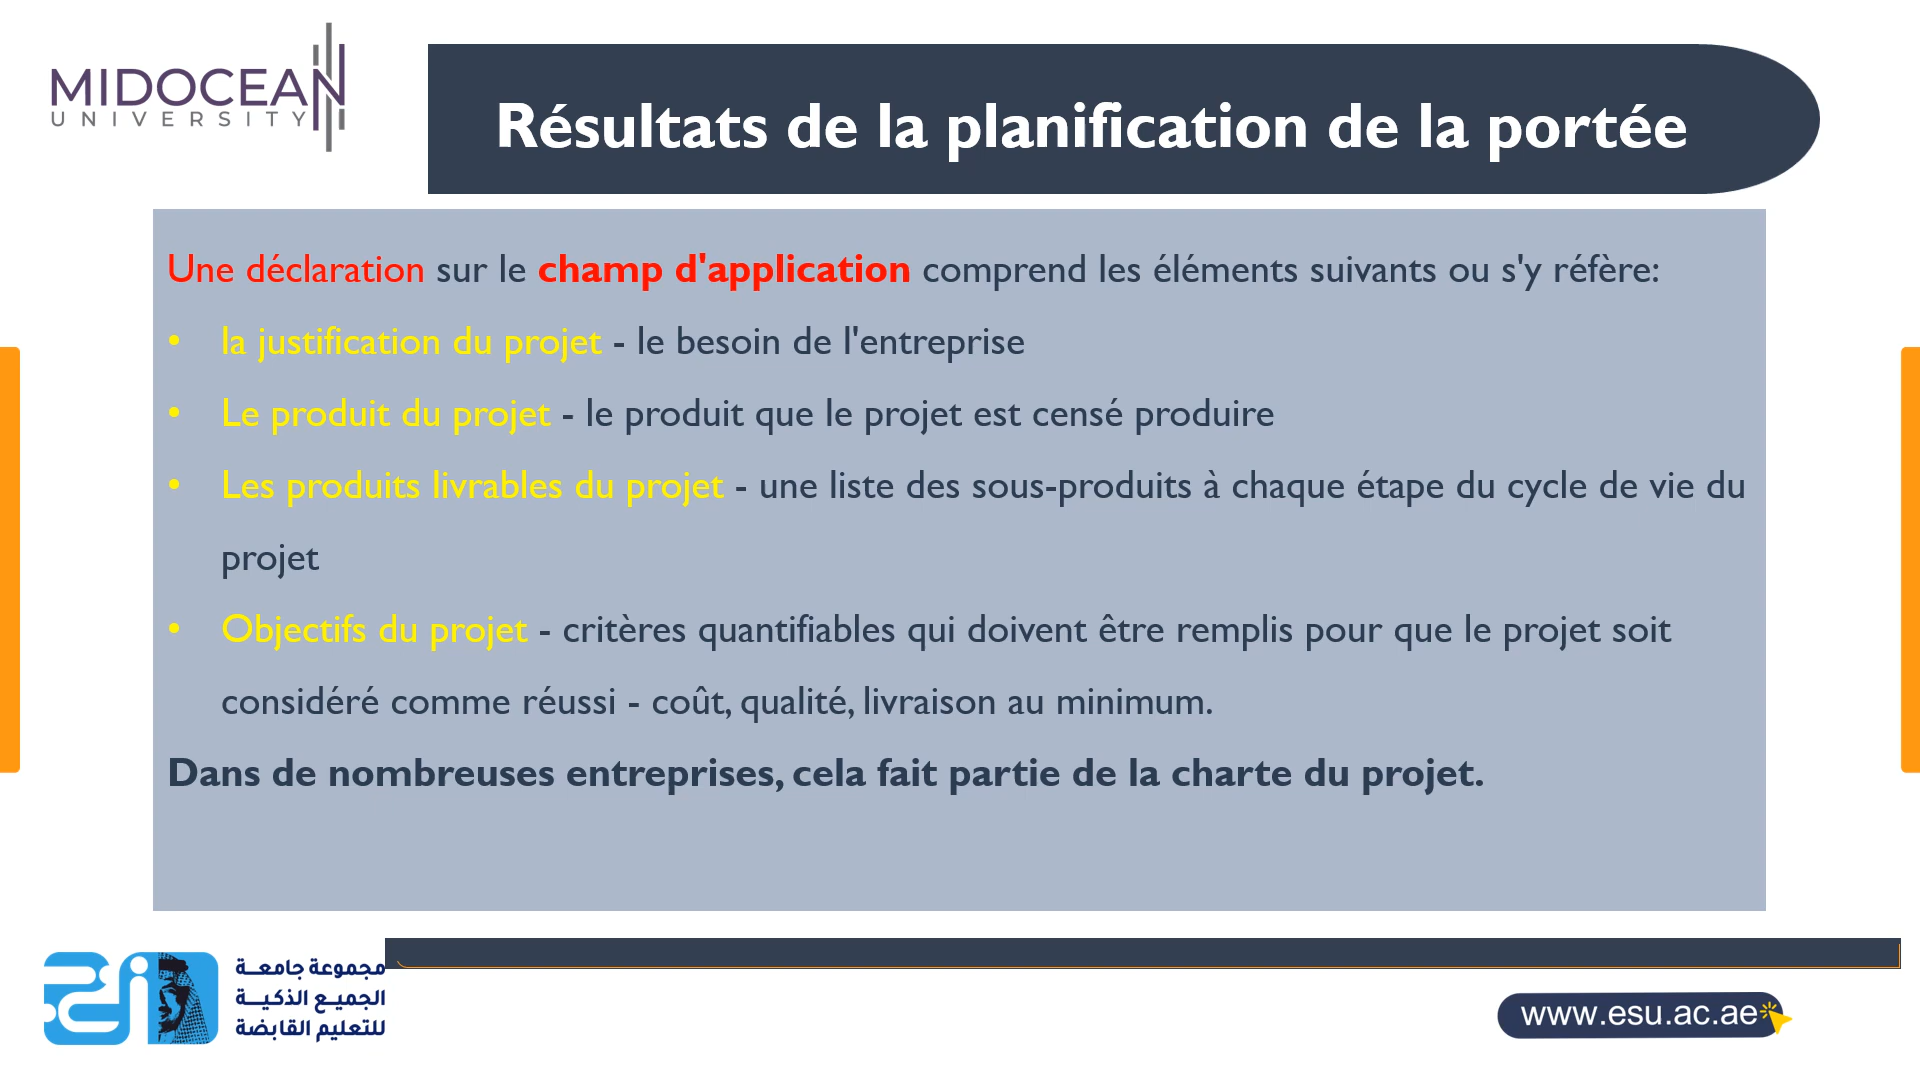 MIDOCEAN
UNIVERSITY
Résultats de la planification de la portée
Une déclaration sur le champ d'application comprend les éléments suivants ou s'y réfère:
• la justification du projet - le besoin de l'entreprise
• Le produit du projet - le produit que le projet est censé produire
• Les produits livrables du projet - une liste des sous-produits à chaque étape du cycle de vie du
projet
• Objectifs du projet - critères quantifiables qui doivent être remplis pour que le projet soit
considéré comme réussi - coût, qualité, livraison au minimum.
Dans de nombreuses entreprises, cela fait partie de la charte du projet.
مجموعة جامعـة
الجميـع الذكيـة
للتعليم القابضة
www.esu.ac.ae